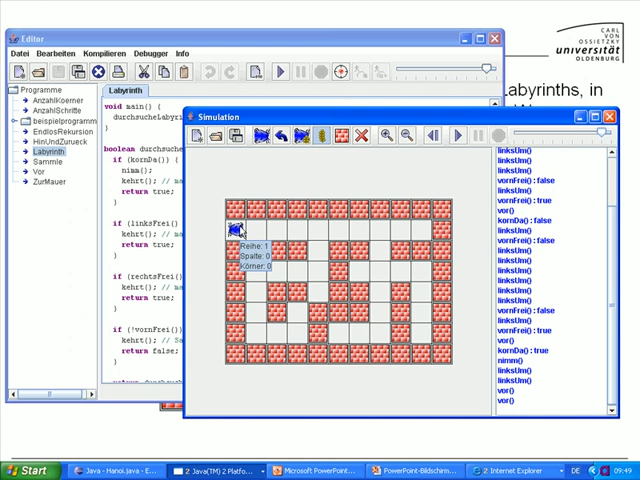 CARL
VON
OSSIETZKY
universität
OLDENBURG
Labyrinths, in
Editor
Datei Bearbeiten Kompilieren Debugger Info
Programme
AnzahlKoerner
AnzahlSchritte
beispielprogramm
EndlosRekursion
HinUndZurueck
Labyrinth
Sammle
Vor
ZurMauer
Labyrinth
void main() {
durchsucheLaby
boolean durchsuche
if (kornDa()) {
nimm();
kehrt(); // m
return true;
if (linksFrei()
kehrt(); // m
return true;
if (rechtsFrei(
kehrt(); // m
return true;
if (!vornFrei()
kehrt(); // S
return false;
Simulation
Reihe: 1
Spalte: 0
Körner: 0
linksUm()
linksUm()
linksUm()
vornFrei() : false
linksUm()
vornFrei() : true
vor()
kornDa() : false
linksUm()
vornFrei() : false
linksUm()
linksUm()
linksUm()
vornFrei() : false
linksUm()
linksUm()
linksUm()
vornFrei() : true
vor()
kornDa() : true
nimm()
linksUm()
linksUm()
vor()
vor()
Start
Java - Hanoi.java - E...
2 Java(TM) 2 Platfo...
Microsoft PowerPoint...
PowerPoint-Bildschirm...
2 Internet Explorer
DE
09:49